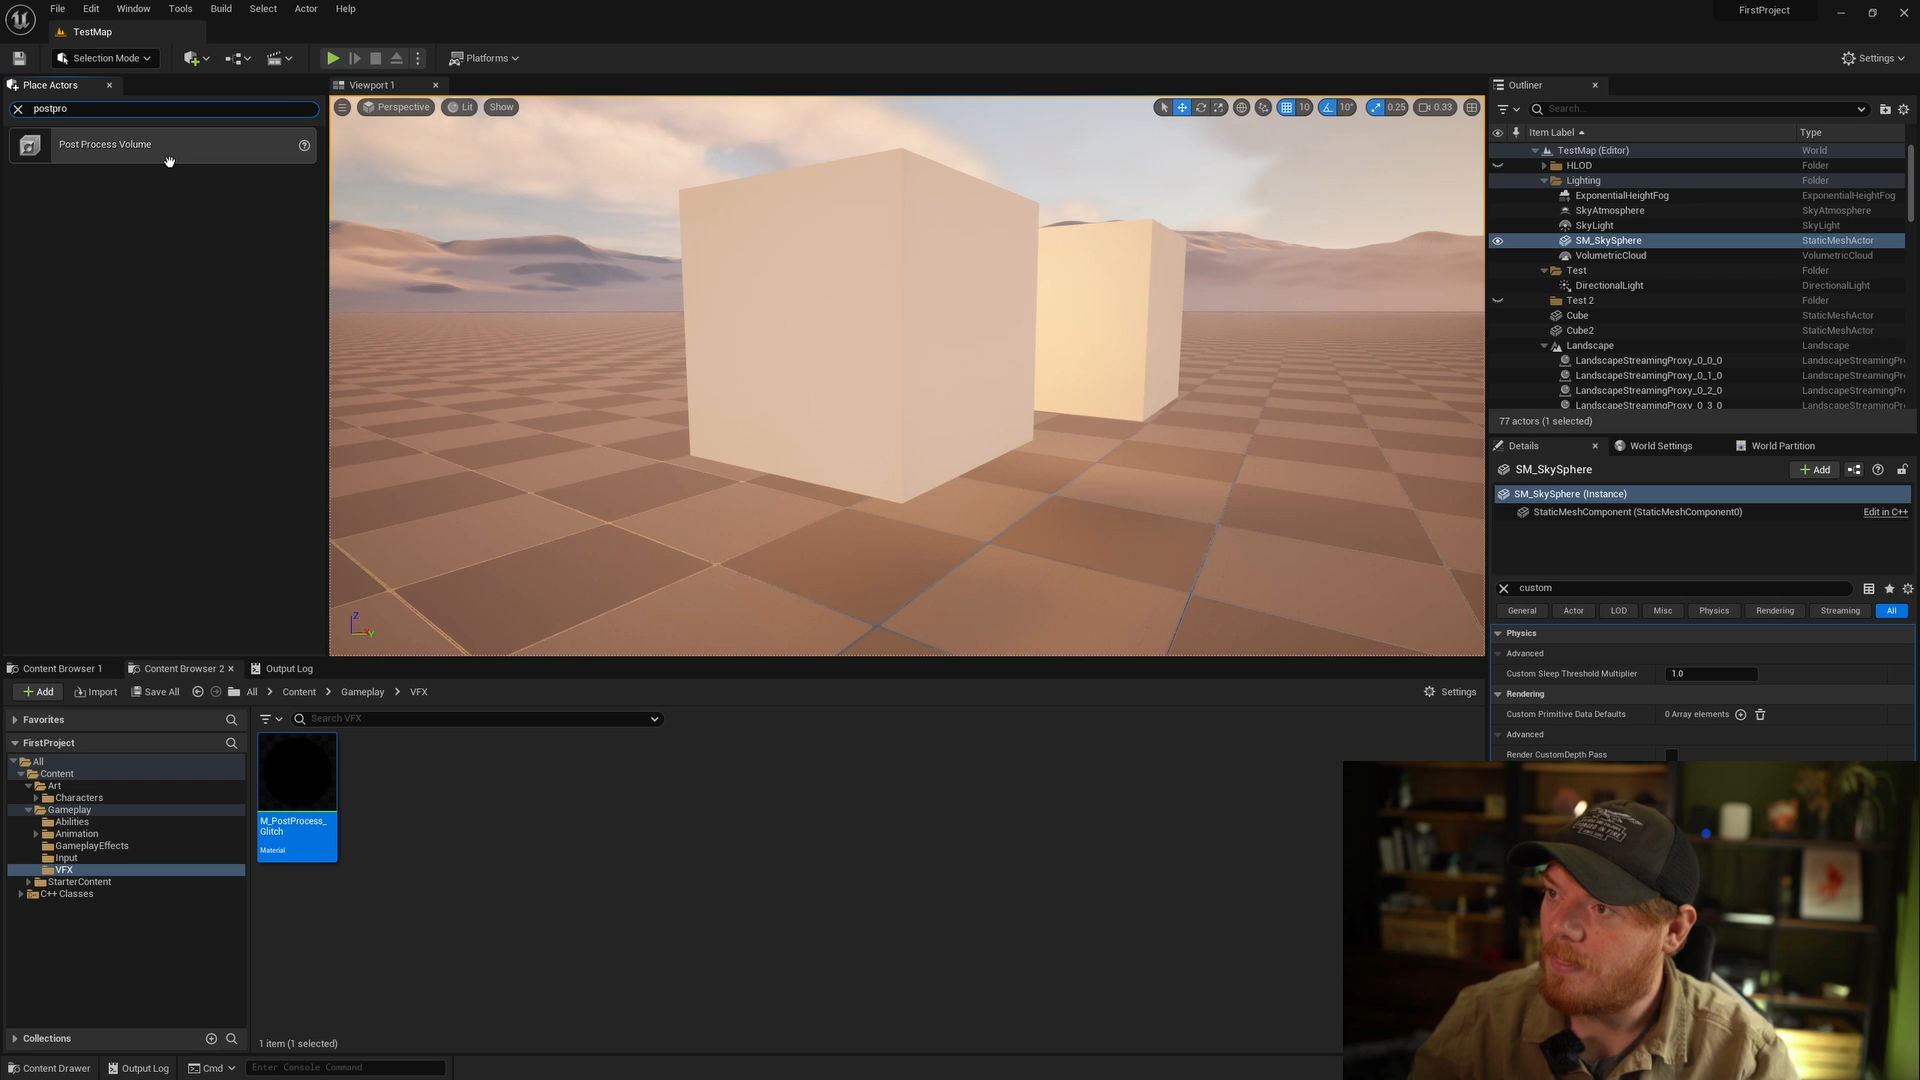 File Edit Window Tools Build Select Actor Help
FirstProject
TestMap
Selection Mode
Platforms
Settings
Place Actors
postpro
Post Process Volume
Viewport 1
Perspective Lit Show
10 10° 0.25 0.33
Z
Y
Outliner
Search...
Item Label Type
TestMap (Editor) World
HLOD Folder
Lighting Folder
ExponentialHeightFog ExponentialHeightFog
SkyAtmosphere SkyAtmosphere
SkyLight SkyLight
SM_SkySphere StaticMeshActor
VolumetricCloud VolumetricCloud
Test Folder
DirectionalLight DirectionalLight
Test 2 Folder
Cube StaticMeshActor
Cube2 StaticMeshActor
Landscape Landscape
LandscapeStreamingProxy_0_0_0 LandscapeStreamingPr
LandscapeStreamingProxy_0_1_0 LandscapeStreamingPr
LandscapeStreamingProxy_0_2_0 LandscapeStreamingPr
LandscapeStreamingProxy_0_3_0 LandscapeStreamingPr
77 actors (1 selected)
Details World Settings World Partition
SM_SkySphere
Add
SM_SkySphere (Instance)
StaticMeshComponent (StaticMeshComponent0) Edit in C++
custom
General Actor LOD Misc Physics Rendering Streaming All
Physics
Advanced
Custom Sleep Threshold Multiplier 1.0
Rendering
Custom Primitive Data Defaults 0 Array elements
Advanced
Render CustomDepth Pass
Content Browser 1 Content Browser 2 Output Log
Add Import Save All All Content Gameplay VFX Settings
Favorites
Search VFX
FirstProject
All
Content
Art
Characters
Gameplay
Abilities
Animation
GameplayEffects
Input
VFX
StarterContent
C++ Classes
M_PostProcess_
Glitch
Material
Collections
1 item (1 selected)
Content Drawer Output Log Cmd Enter Console Command